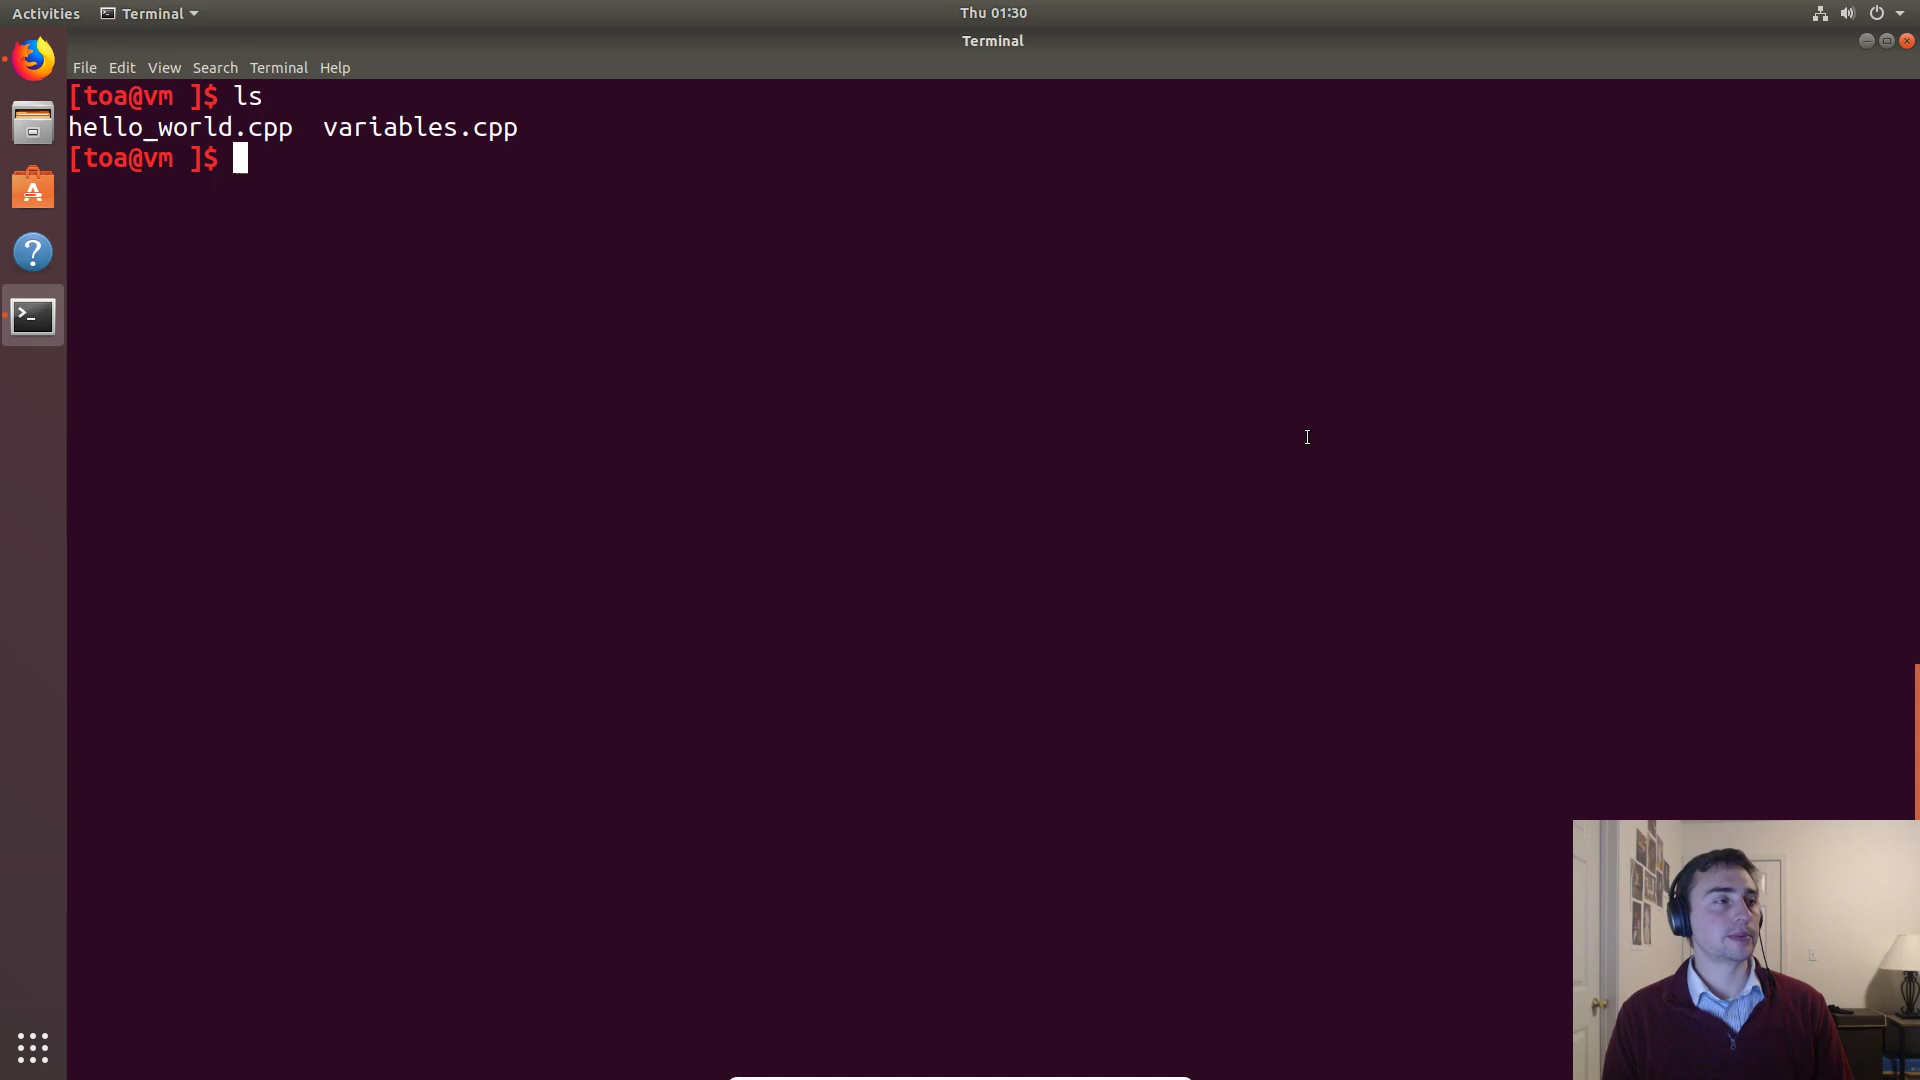 Activities Terminal Thu 01:30
Terminal
File Edit View Search Terminal Help
[toa@vm ]$ ls
hello_world.cpp variables.cpp
[toa@vm ]$